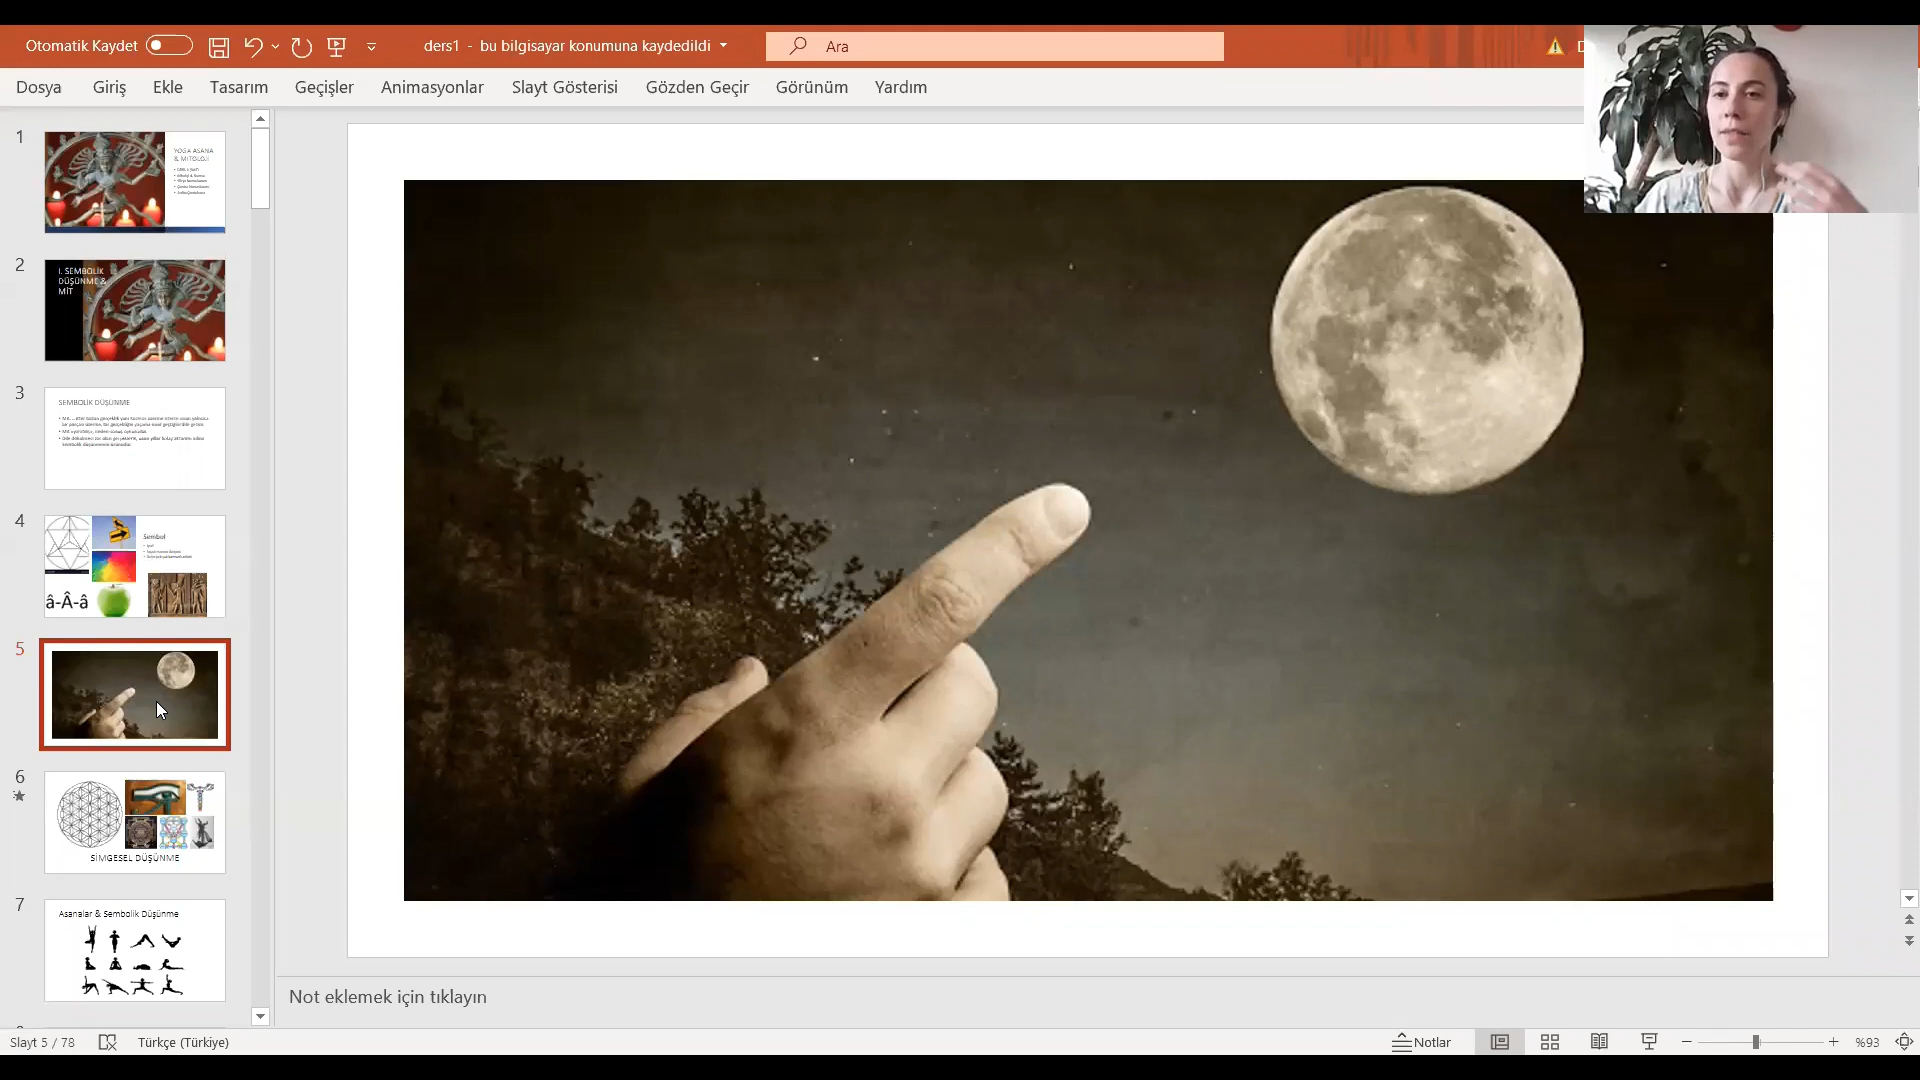 Otomatik Kaydet
ders1 - bu bilgisayar konumuna kaydedildi
Ara
Dosya Giriş Ekle Tasarım Geçişler Animasyonlar Slayt Gösterisi Gözden Geçir Görünüm Yardım
1
YOGA ASANA
& MİTOLOJİ
2
I. SEMBOLİK
DÜŞÜNME &
MİT
3
SEMBOLİK DÜŞÜNME
4
Sembol
â-Â-â
5
6
SİMGESEL DÜŞÜNME
7
Asanalar & Sembolik Düşünme
Not eklemek için tıklayın
Slayt 5 / 78
Türkçe (Türkiye)
Notlar
%93